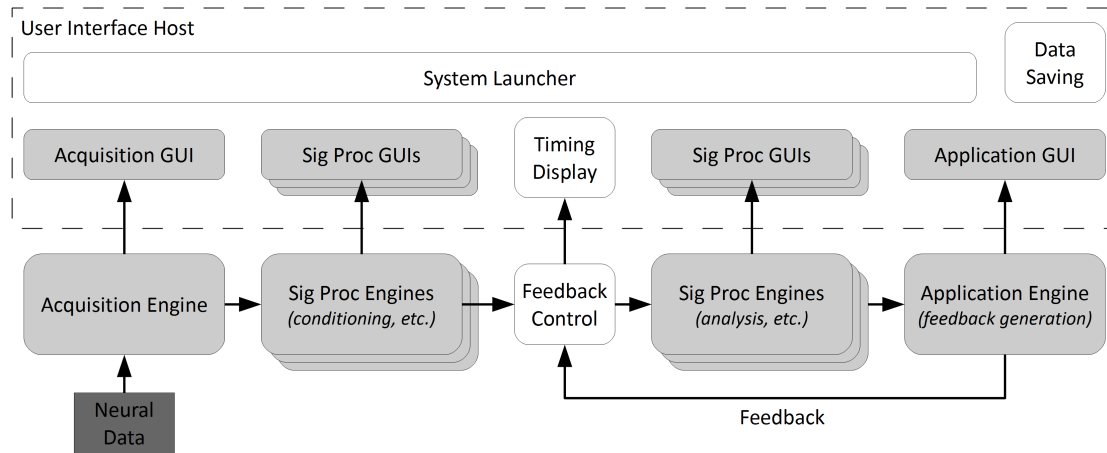 User Interface Host
System Launcher
Data
Saving
Acquisition GUI
Sig Proc GUIs
Timing
Display
Sig Proc GUIs
Application GUI
Acquisition Engine
Sig Proc Engines
(conditioning, etc.)
Feedback
Control
Sig Proc Engines
(analysis, etc.)
Application Engine
(feedback generation)
Neural
Data
Feedback